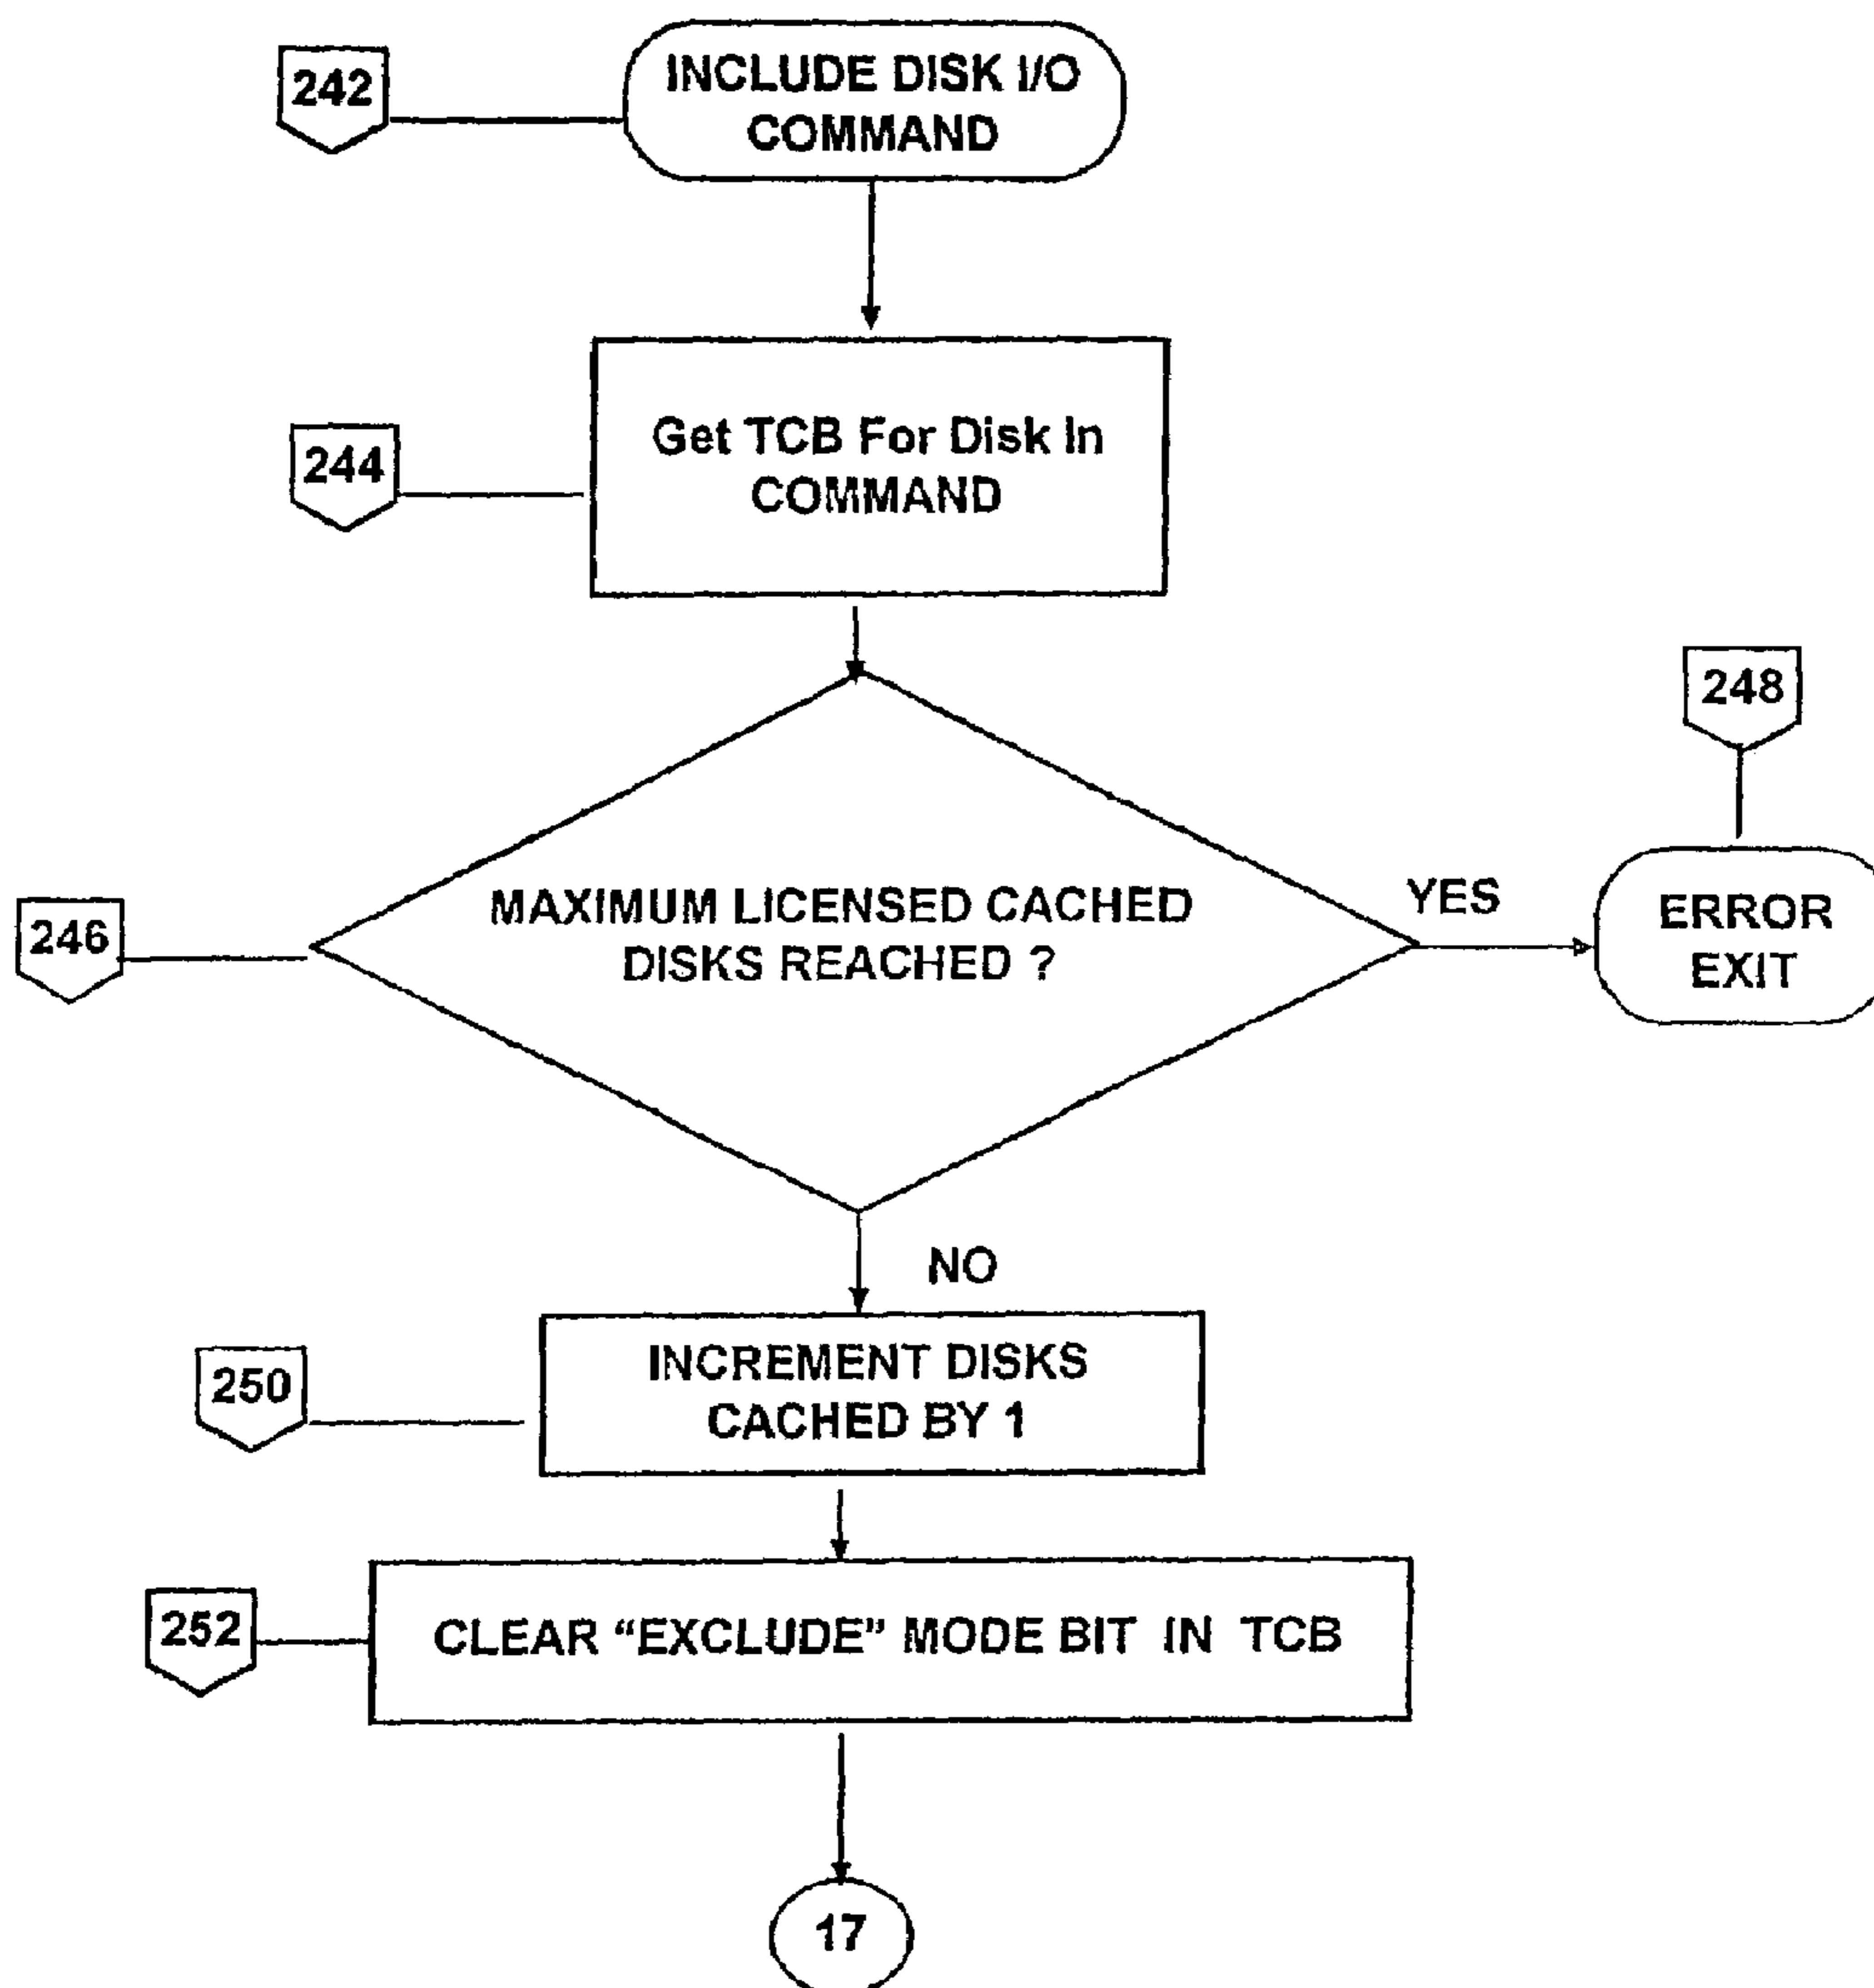 242
INCLUDE DISK I/O
COMMAND
244
Get TCB For Disk In
COMMAND
248
246
MAXIMUM LICENSED CACHED
DISKS REACHED ?
YES
ERROR
EXIT
NO
250
INCREMENT DISKS
CACHED BY 1
252
CLEAR “EXCLUDE” MODE BIT IN TCB
17